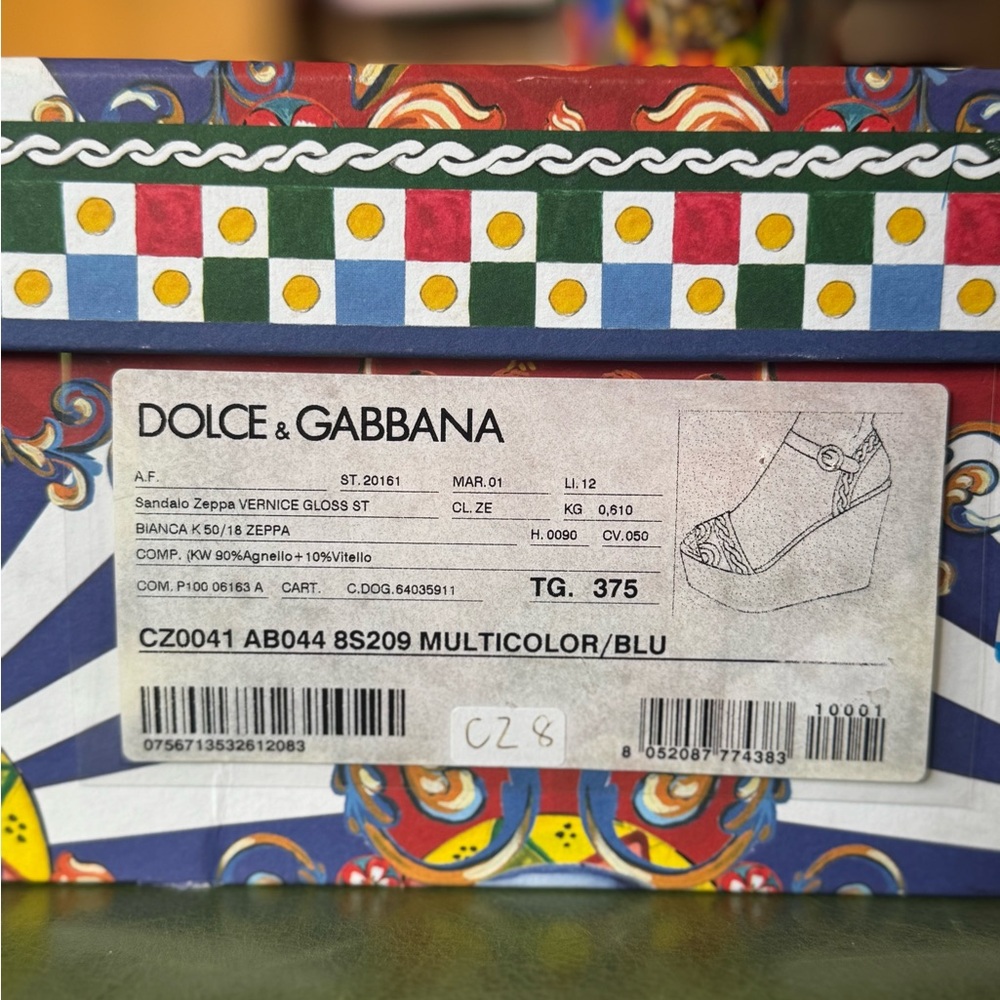 DOLCE & GABBANA
A.F. ST. 20161 MAR. 01 LI. 12
Sandalo Zeppa VERNICE GLOSS ST CL. ZE KG 0,610
BIANCA K 50/18 ZEPPA H. 0090 CV. 050
COMP. (KW 90%Agnello+10%Vitello
COM. P100 06163 A CART. C.DOG.64035911 TG. 375
CZ0041 AB044 8S209 MULTICOLOR/BLU
10001
0756713532612083
CZ 8
8 052087 774383